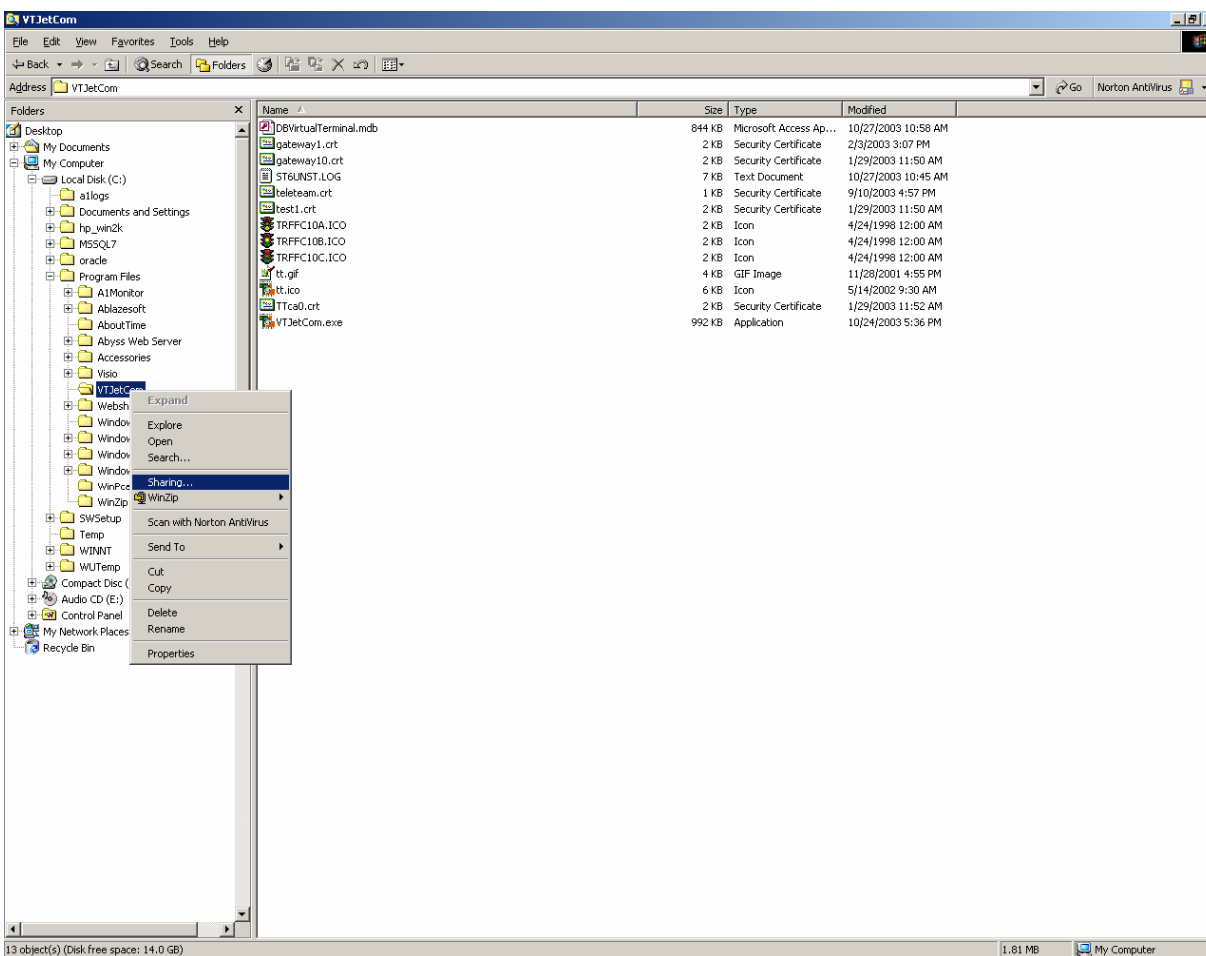 VTJetCom
File Edit View Favorites Tools Help
Back Search Folders
Address VTJetCom Go Norton AntiVirus
Folders
Desktop
My Documents
My Computer
Local Disk (C:)
a1logs
Documents and Settings
hp_win2k
MSSQL7
oracle
Program Files
A1Monitor
Ablazesoft
AboutTime
Abyss Web Server
Accessories
Visio
VTJetCom
Websh
Window
Window
Window
Window
WinPce
WinZip
SWSetup
Temp
WINNT
WUTemp
Compact Disc (
Audio CD (E:)
Control Panel
My Network Places
Recycle Bin
Expand
Explore
Open
Search...
Sharing...
WinZip
Scan with Norton AntiVirus
Send To
Cut
Copy
Delete
Rename
Properties
Name Size Type Modified
DBVirtualTerminal.mdb 844 KB Microsoft Access Ap... 10/27/2003 10:58 AM
gateway1.crt 2 KB Security Certificate 2/3/2003 3:07 PM
gateway10.crt 2 KB Security Certificate 1/29/2003 11:50 AM
ST6UNST.LOG 7 KB Text Document 10/27/2003 10:45 AM
teleteam.crt 1 KB Security Certificate 9/10/2003 4:57 PM
test1.crt 2 KB Security Certificate 1/29/2003 11:50 AM
TRFFC10A.ICO 2 KB Icon 4/24/1998 12:00 AM
TRFFC10B.ICO 2 KB Icon 4/24/1998 12:00 AM
TRFFC10C.ICO 2 KB Icon 4/24/1998 12:00 AM
tt.gif 4 KB GIF Image 11/28/2001 4:55 PM
tt.ico 6 KB Icon 5/14/2002 9:30 AM
TTca0.crt 2 KB Security Certificate 1/29/2003 11:52 AM
VTJetCom.exe 992 KB Application 10/24/2003 5:36 PM
13 object(s) (Disk free space: 14.0 GB) 1.81 MB My Computer